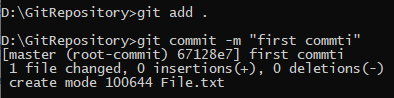 D:\GitRepository>git add .
D:\GitRepository>git commit -m "first commti"
[master (root-commit) 67128e7] first commti
1 file changed, 0 insertions(+), 0 deletions(-)
create mode 100644 File.txt